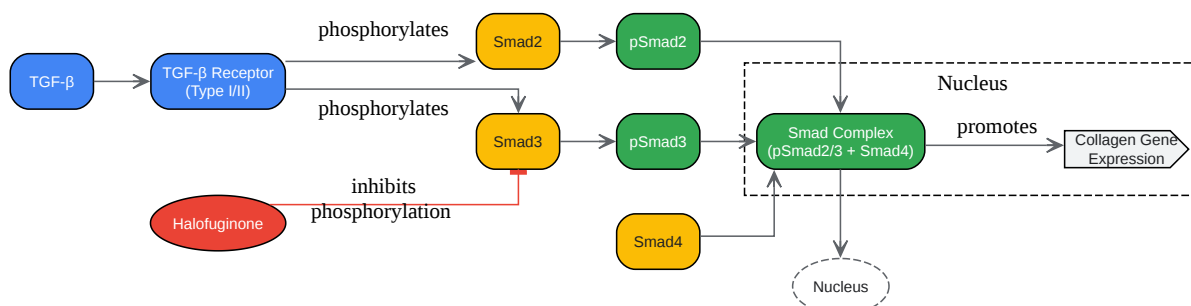 phosphorylates
Smad2
pSmad2
TGF-β
TGF-β Receptor
(Type I/II)
Nucleus
phosphorylates
Smad3
pSmad3
Smad Complex
(pSmad2/3 + Smad4)
promotes
Collagen Gene
Expression
inhibits
phosphorylation
Halofuginone
Smad4
Nucleus